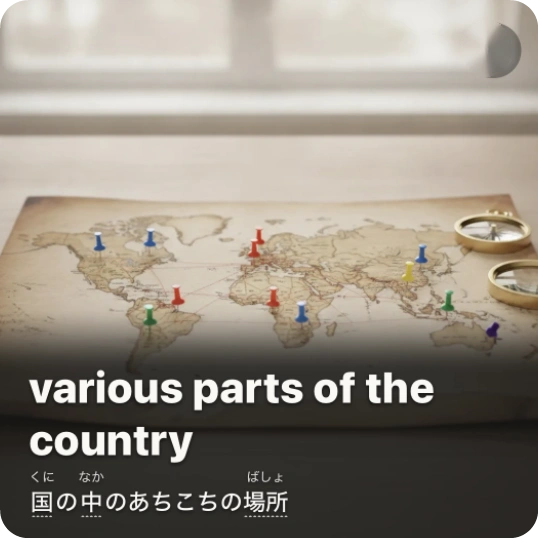 various parts of the
country
くに なか ばしょ
国の中のあちこちの場所